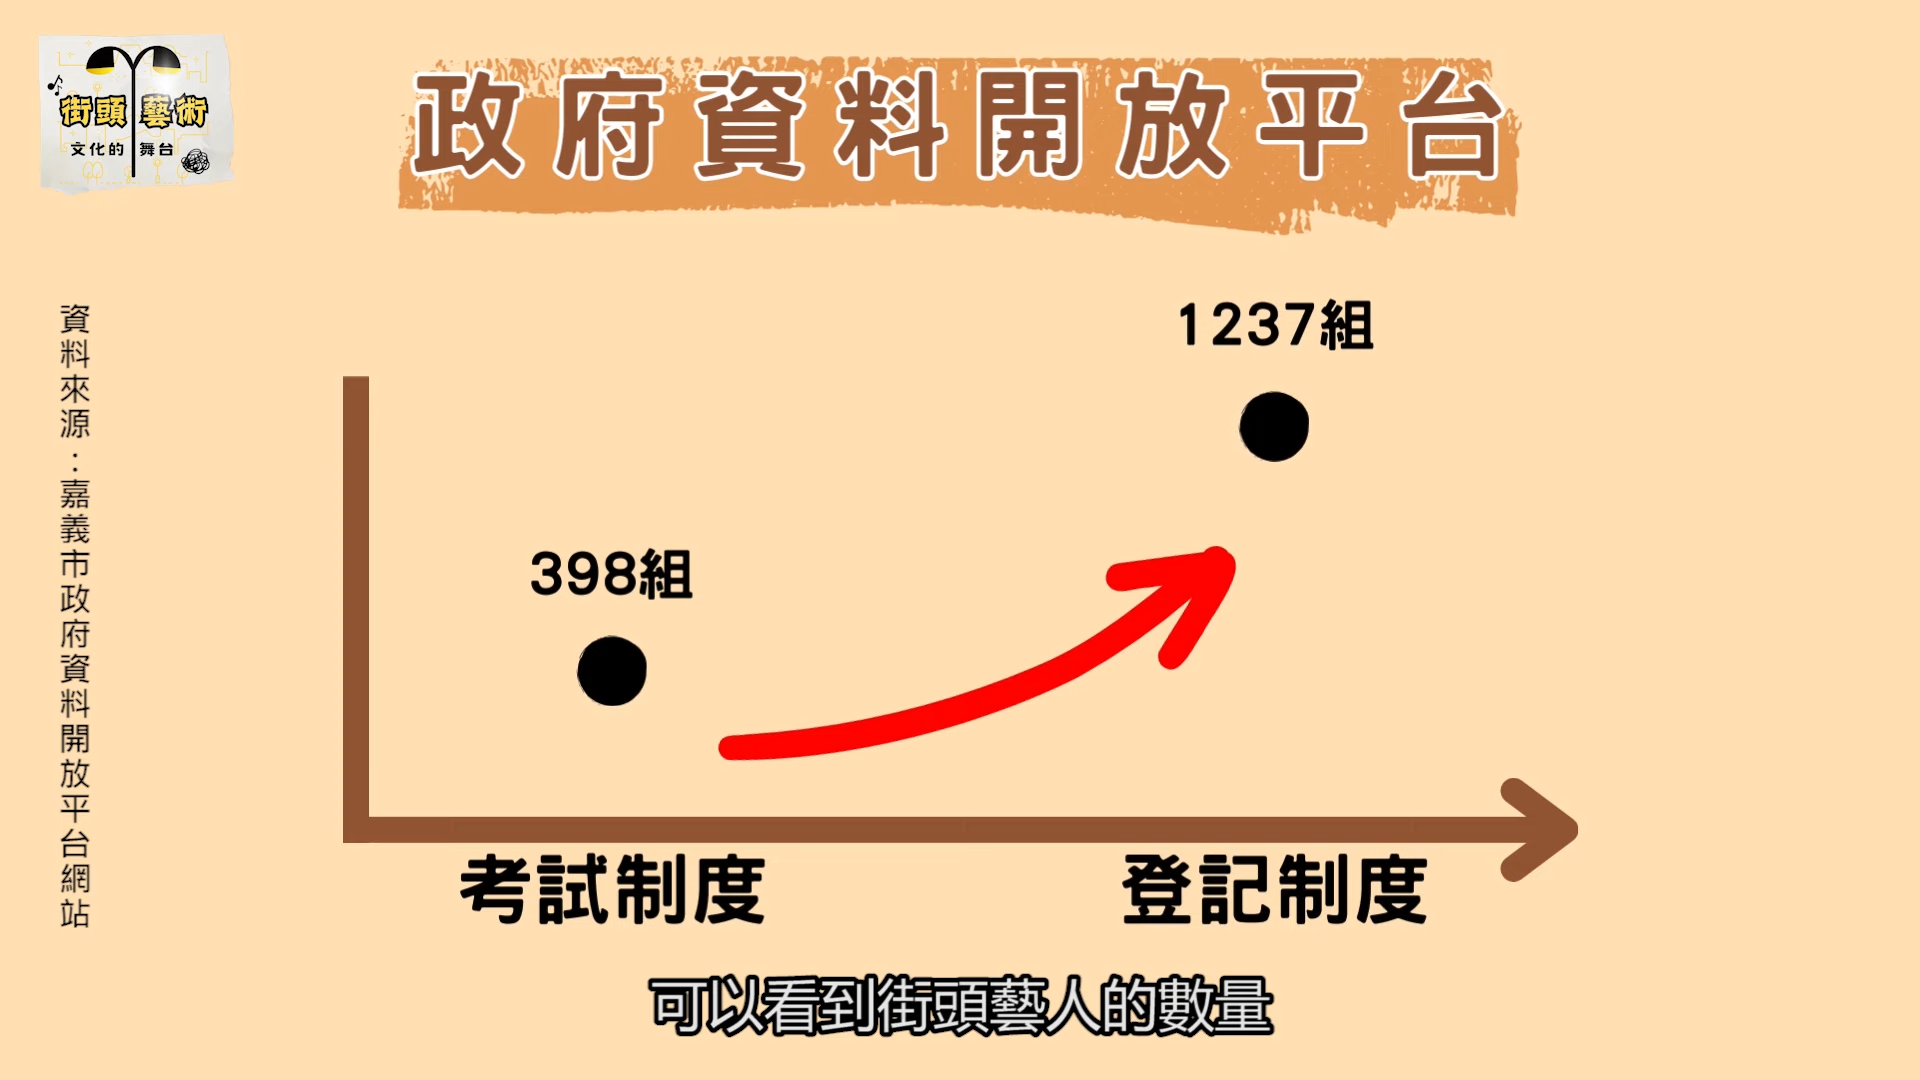 街頭藝術
文化的舞台
政府資料開放平台
資料來源：嘉義市政府資料開放平台網站
1237組
398組
考試制度
登記制度
可以看到街頭藝人的數量